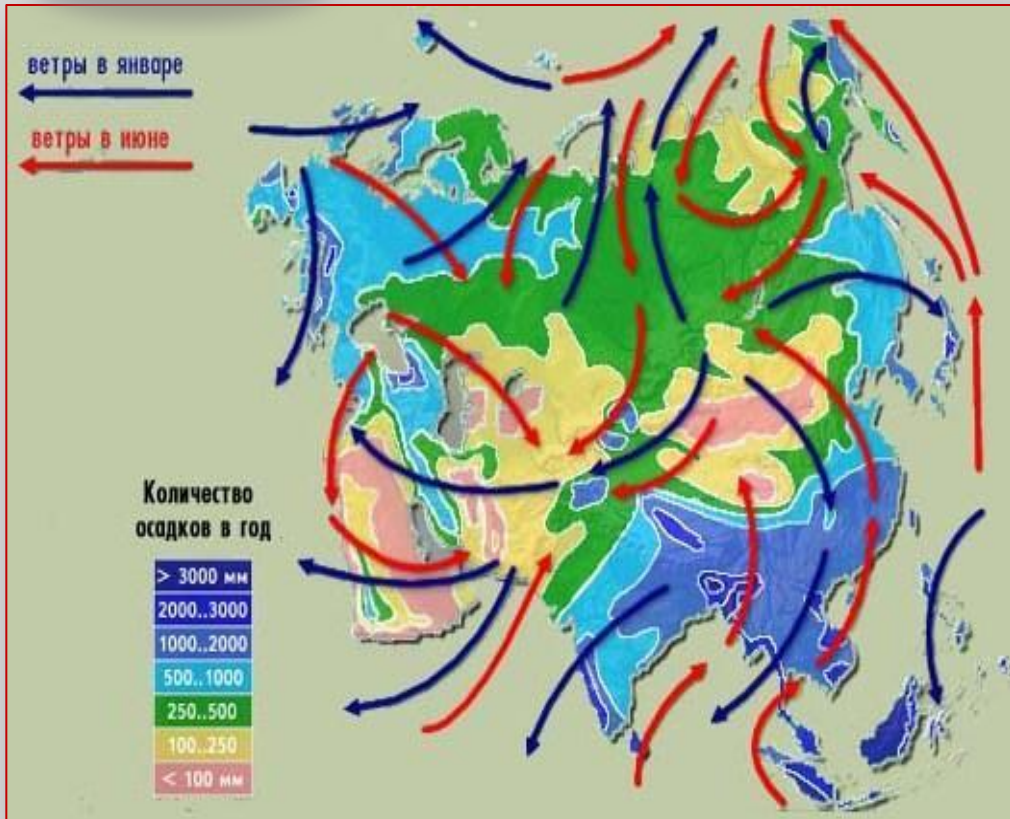 ветры в январе
ветры в июне
Количество
осадков в год
> 3000 мм
2000..3000
1000..2000
500..1000
250..500
100..250
< 100 мм